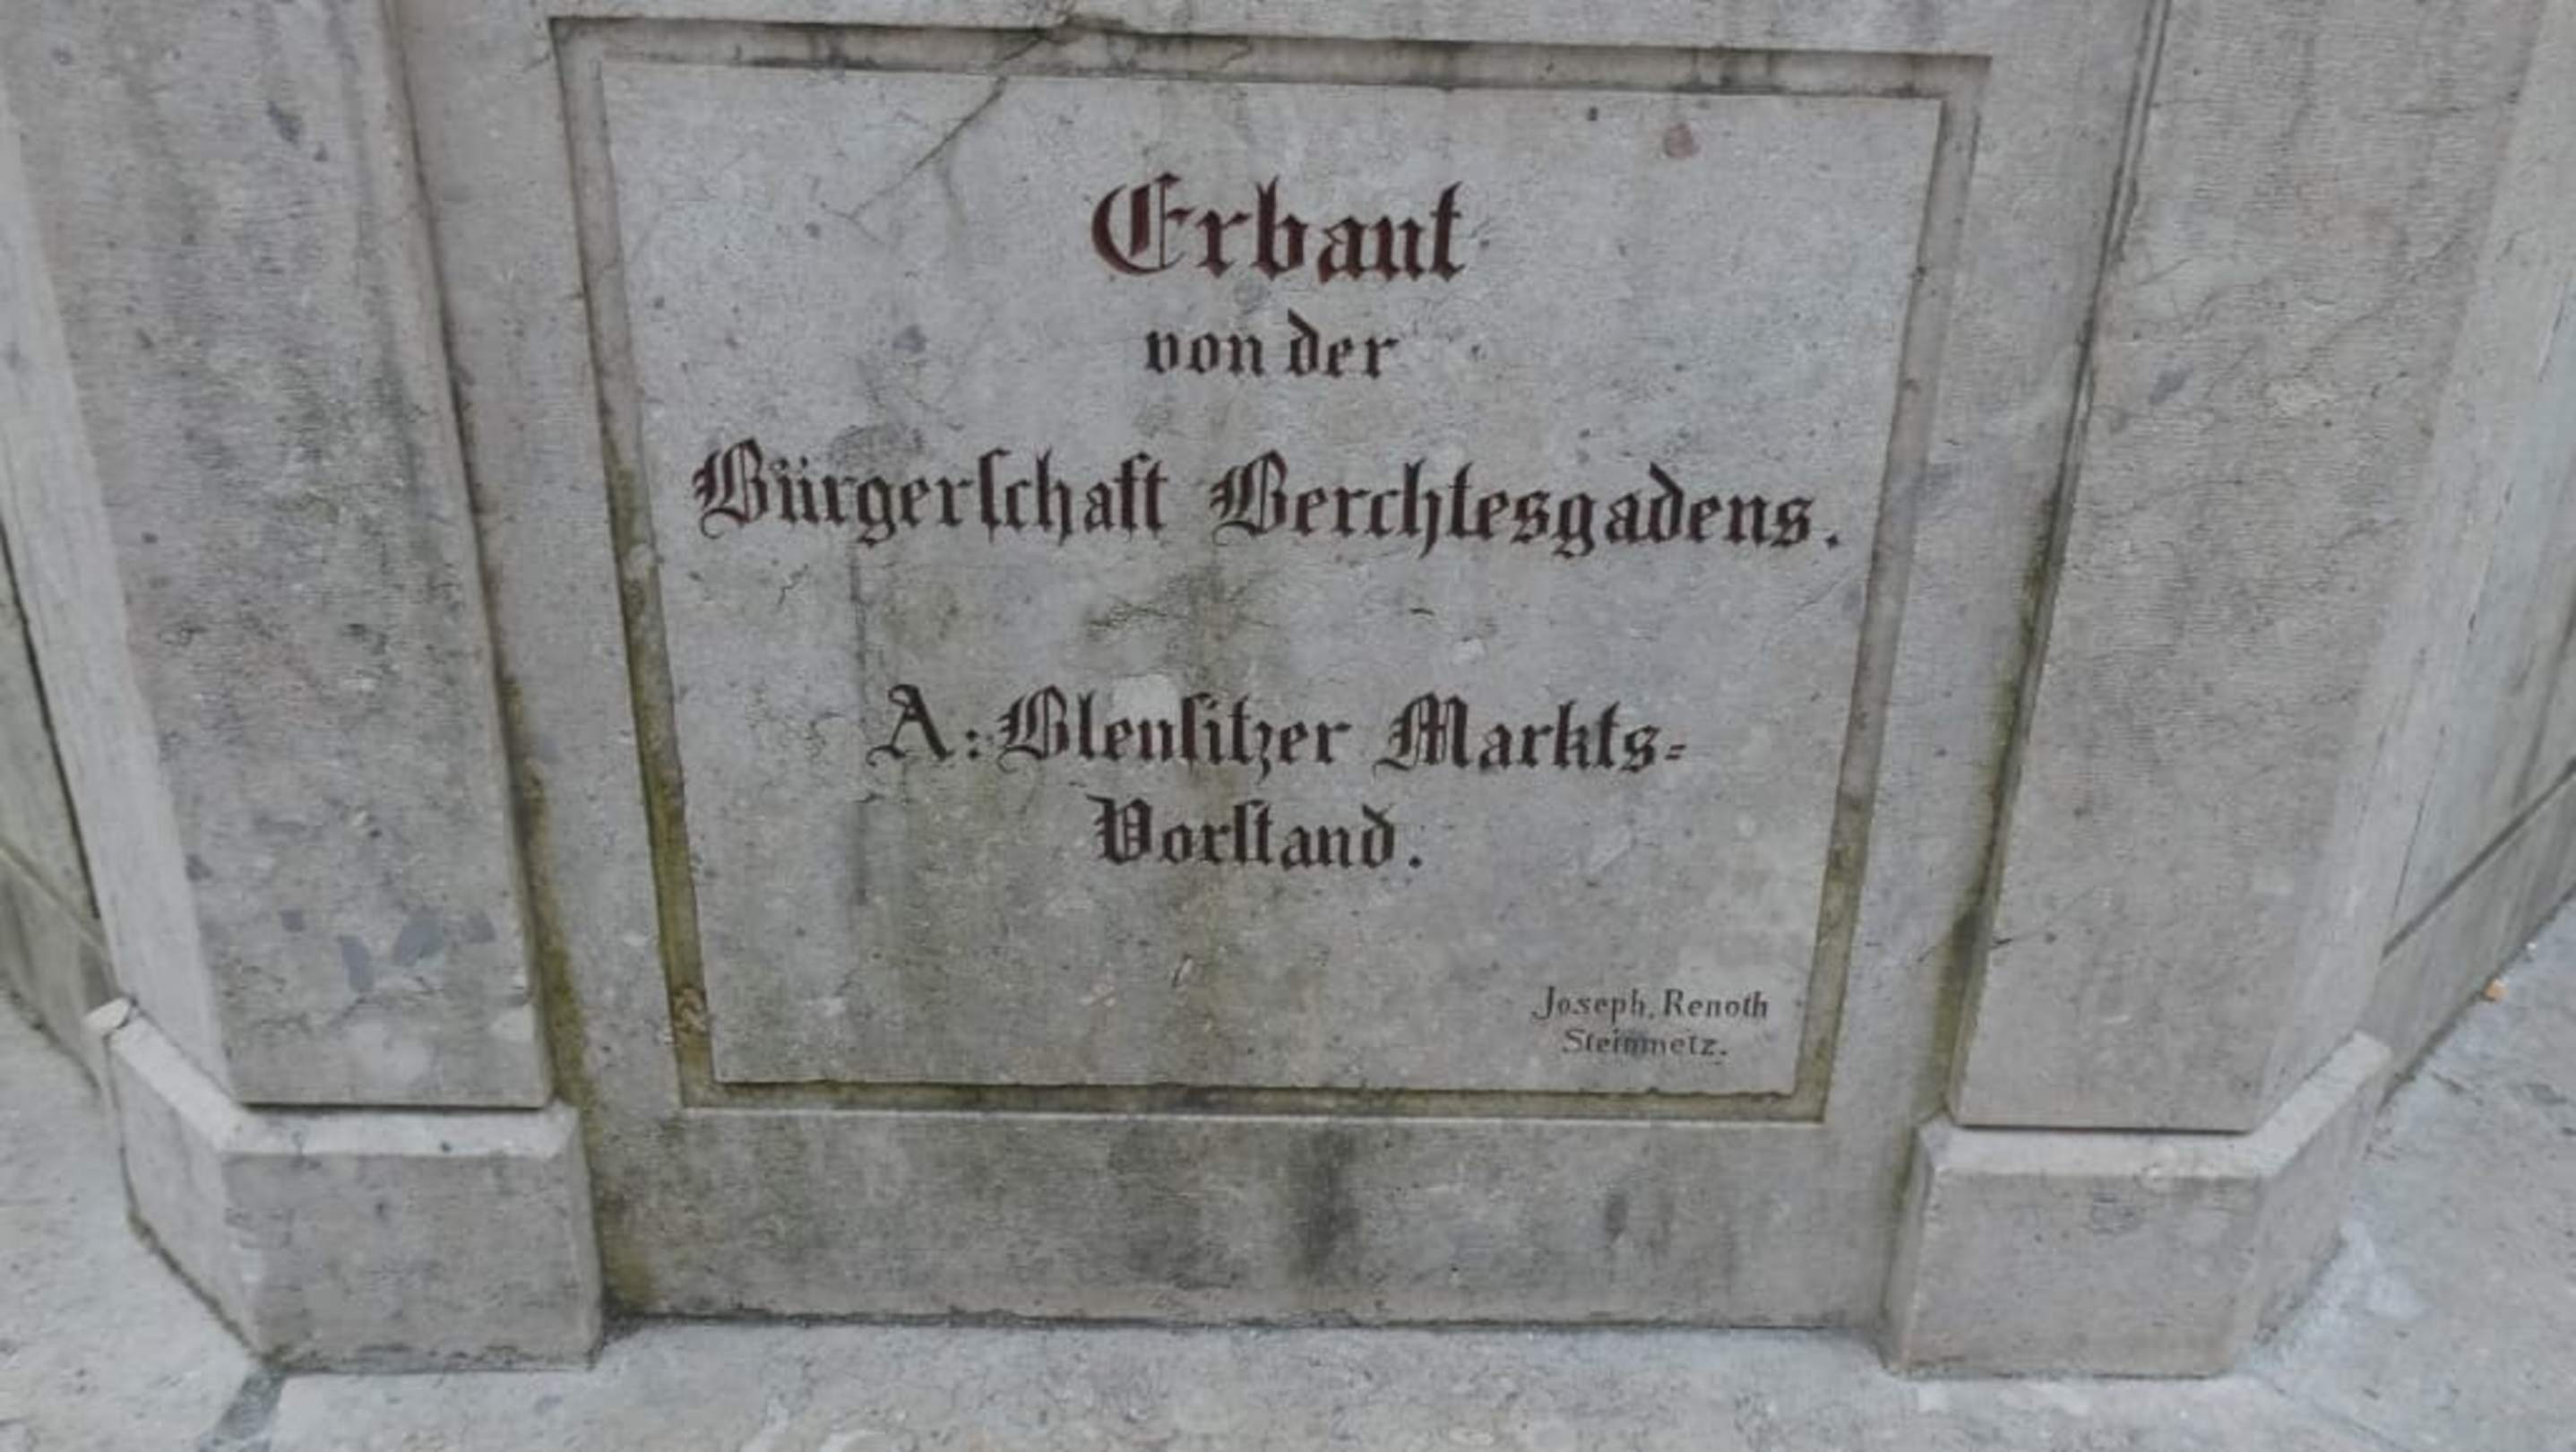 Erbaut
von der
Bürgerſchaft Berchtesgadens.
A: Bleuſitzer Markts=
Vorſtand.
Joseph, Renoth
Steinmetz.